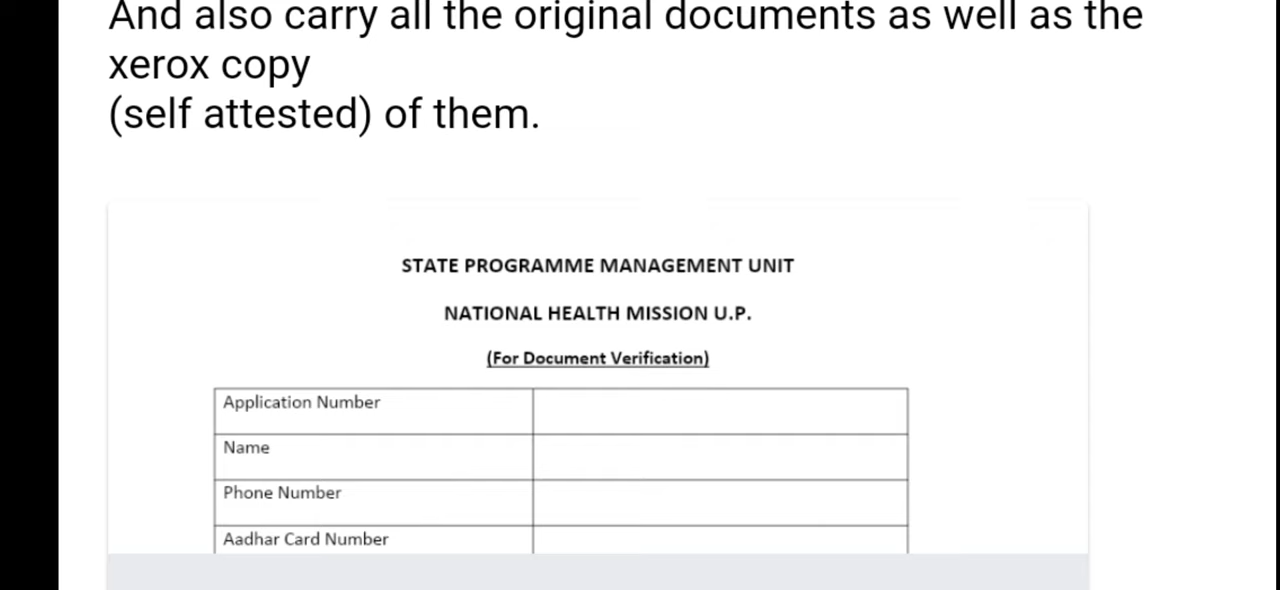 And also carry all the original documents as well as the
xerox copy
(self attested) of them.
STATE PROGRAMME MANAGEMENT UNIT
NATIONAL HEALTH MISSION U.P.
(For Document Verification)
Application Number
Name
Phone Number
Aadhar Card Number